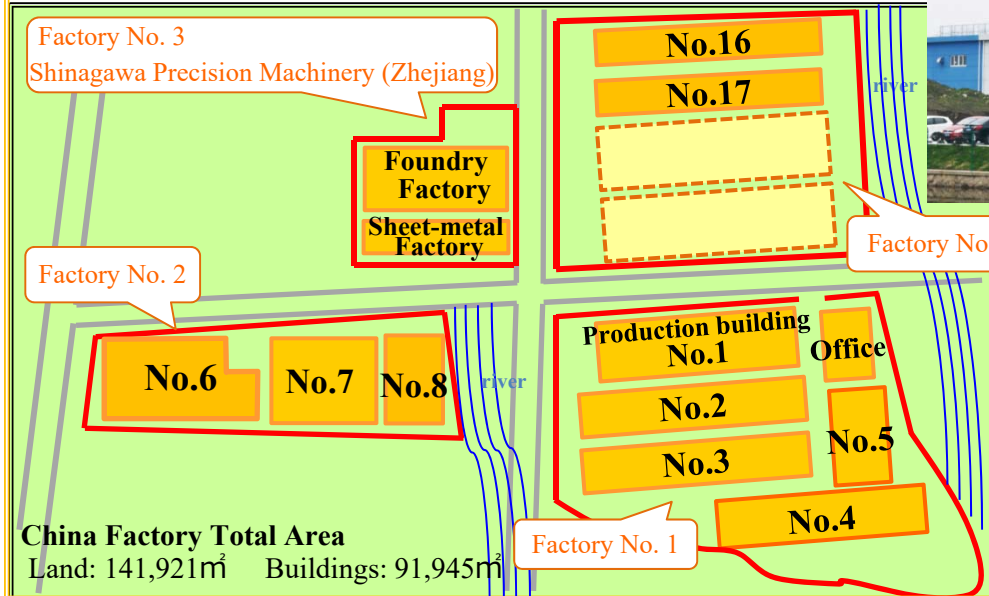 Factory No. 3
Shinagawa Precision Machinery (Zhejiang)
No.16
No.17
river
Foundry
Factory
Sheet-metal
Factory
Factory No
Factory No. 2
No.6
No.7
No.8
river
Production building
No.1
Office
No.2
No.3
No.5
No.4
Factory No. 1
China Factory Total Area
Land: 141,921㎡ Buildings: 91,945㎡